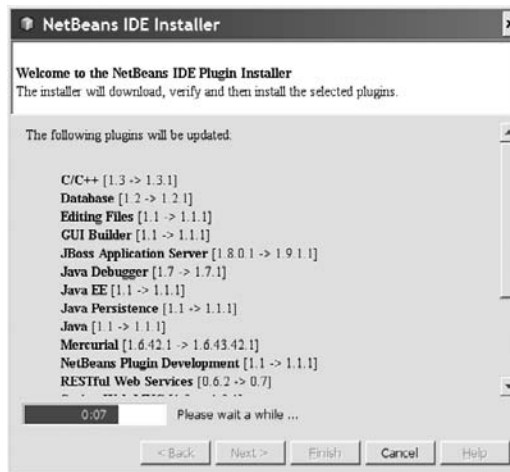 NetBeans IDE Installer
Welcome to the NetBeans IDE Plugin Installer
The installer will download, verify and then install the selected plugins.
The following plugins will be updated:
C/C++ [1.3 -> 1.3.1]
Database [1.2 -> 1.2.1]
Editing Files [1.1 -> 1.1.1]
GUI Builder [1.1 -> 1.1.1]
JBoss Application Server [1.8.0.1 -> 1.9.1.1]
Java Debugger [1.7 -> 1.7.1]
Java EE [1.1 -> 1.1.1]
Java Persistence [1.1 -> 1.1.1]
Java [1.1 -> 1.1.1]
Mercurial [1.6.42.1 -> 1.6.43.42.1]
NetBeans Plugin Development [1.1 -> 1.1.1]
RESTful Web Services [0.6.2 -> 0.7]
0:07 Please wait a while ...
< Back Next > Finish Cancel Help